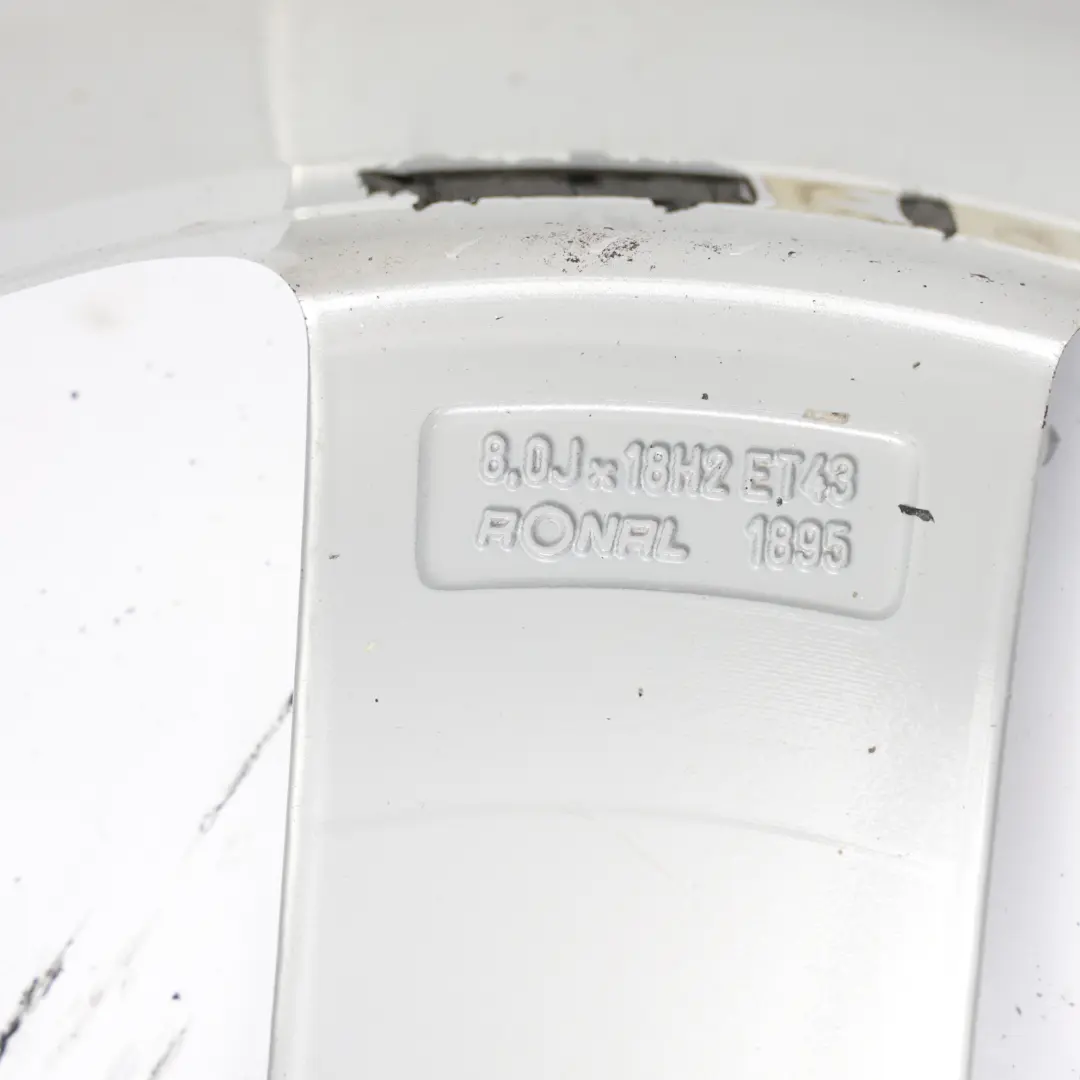 8.0J x 18H2 ET43
RONAL 1895